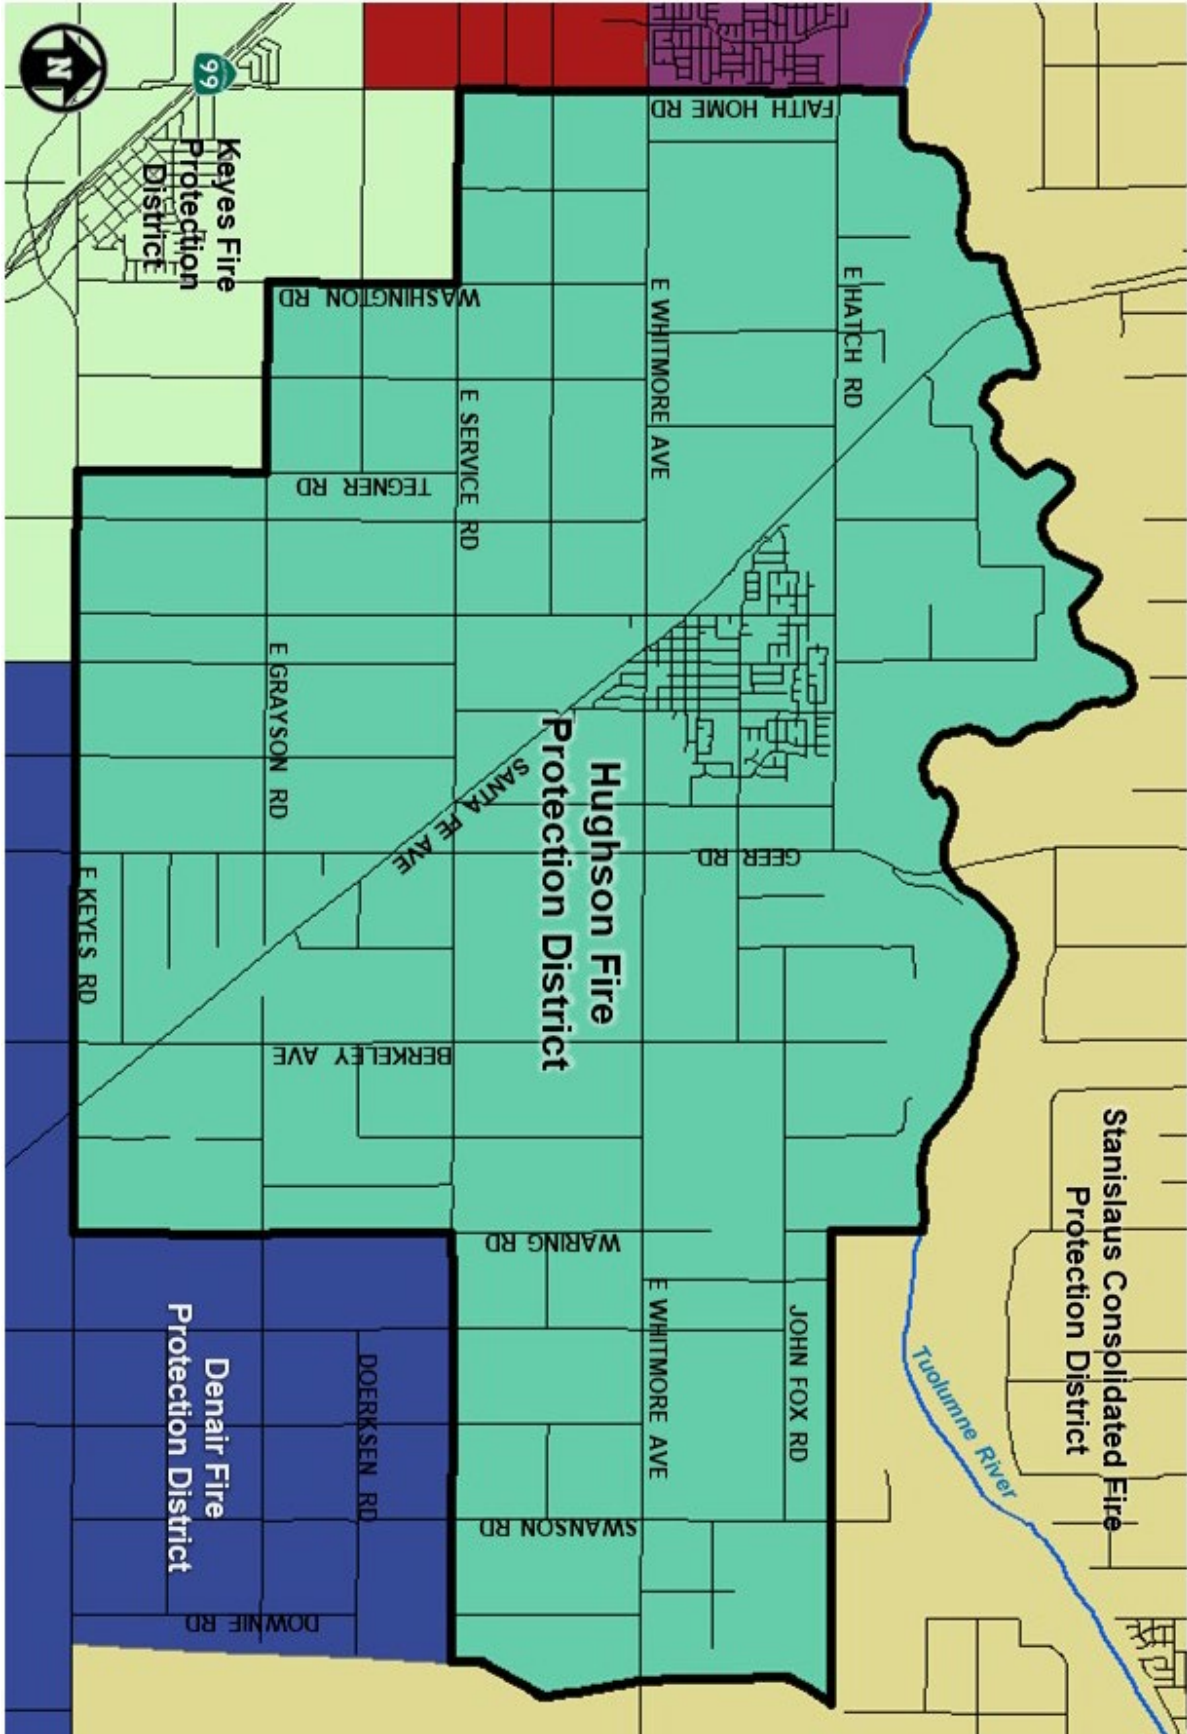 Stanislaus Consolidated Fire
Protection District
Tuolumne River
E HATCH RD
FAITH HOME RD
JOHN FOX RD
GEER RD
E WHITMORE AVE
E WHITMORE AVE
Hughson Fire
Protection District
WARING RD
SWANSON RD
E SERVICE RD
SANTA FE AVE
WASHINGTON RD
TEGNER RD
BERKELEY AVE
DOERKSEN RD
E GRAYSON RD
Keyes Fire
Protection
District
99
Denair Fire
Protection District
DOWNIE RD
E KEYES RD
N